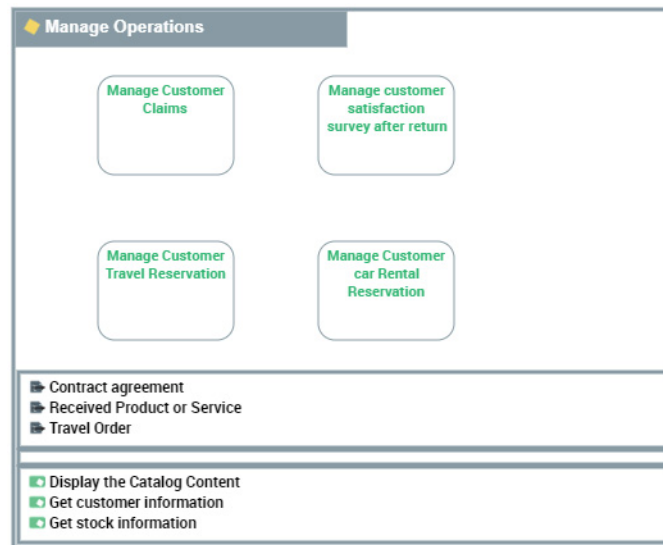 Manage Operations
Manage Customer
Claims
Manage customer
satisfaction
survey after return
Manage Customer
Travel Reservation
Manage Customer
car Rental
Reservation
Contract agreement
Received Product or Service
Travel Order
Display the Catalog Content
Get customer information
Get stock information